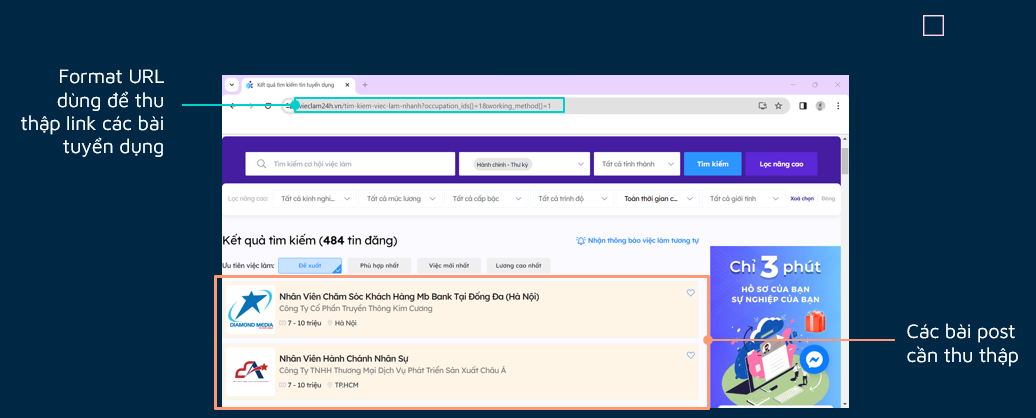 Format URL
dùng để thu
thập link các bài
tuyển dụng
Kết quả tìm kiếm tin tuyển dụng
vieclam24h.vn/tim-kiem-viec-lam-nhanh?occupation_ids[]=1&working_method[]=1
Tìm kiếm cơ hội việc làm
Hành chính - Thư ký
Tất cả tỉnh thành
Tìm kiếm
Lọc nâng cao
Lọc nâng cao:
Tất cả kinh nghi...
Tất cả mức lương
Tất cả cấp bậc
Tất cả trình độ
Toàn thời gian c...
Tất cả giới tính
Xoá chọn
Đóng
Kết quả tìm kiếm (484 tin đăng)
Nhận thông báo việc làm tương tự
Ưu tiên việc làm:
Đề xuất
Phù hợp nhất
Việc mới nhất
Lương cao nhất
DIAMOND MEDIA
Nhân Viên Chăm Sóc Khách Hàng Mb Bank Tại Đống Đa (Hà Nội)
Công Ty Cổ Phần Truyền Thông Kim Cương
7 - 10 triệu
Hà Nội
Nhân Viên Hành Chánh Nhân Sự
Công Ty TNHH Thương Mại Dịch Vụ Phát Triển Sản Xuất Châu Á
7 - 10 triệu
TP.HCM
Chỉ 3 phút
HỒ SƠ CỦA BẠN
SỰ NGHIỆP CỦA BẠN
Các bài post
cần thu thập